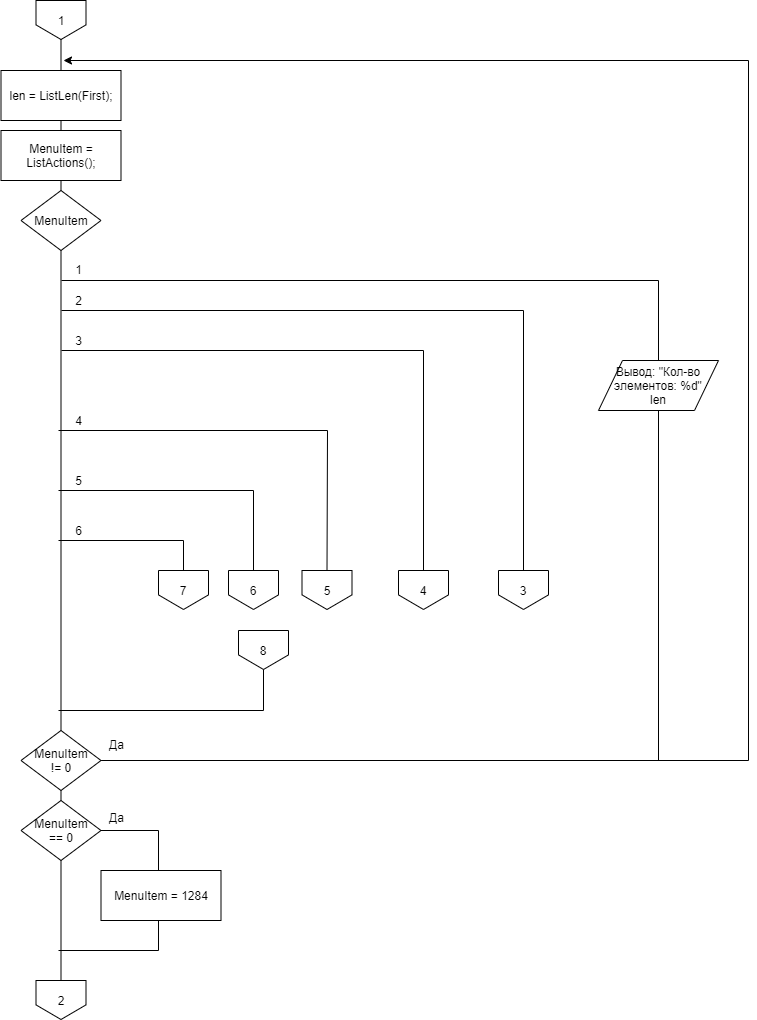 1
len = ListLen(First);
MenuItem =
ListActions();
MenuItem
1
2
3
Вывод: "Кол-во
элементов: %d"
len
4
5
6
7
6
5
4
3
8
MenuItem
!= 0
Да
MenuItem
== 0
Да
MenuItem = 1284
2